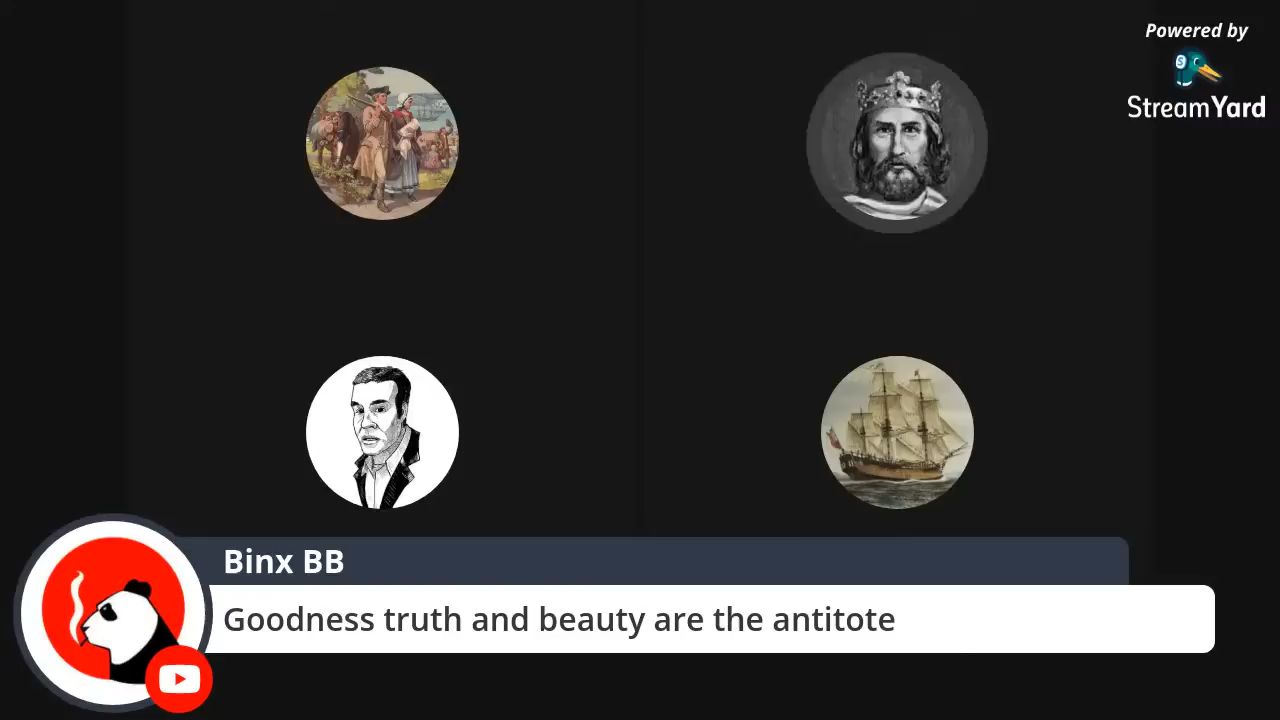 Powered by
StreamYard
Binx BB
Goodness truth and beauty are the antitote